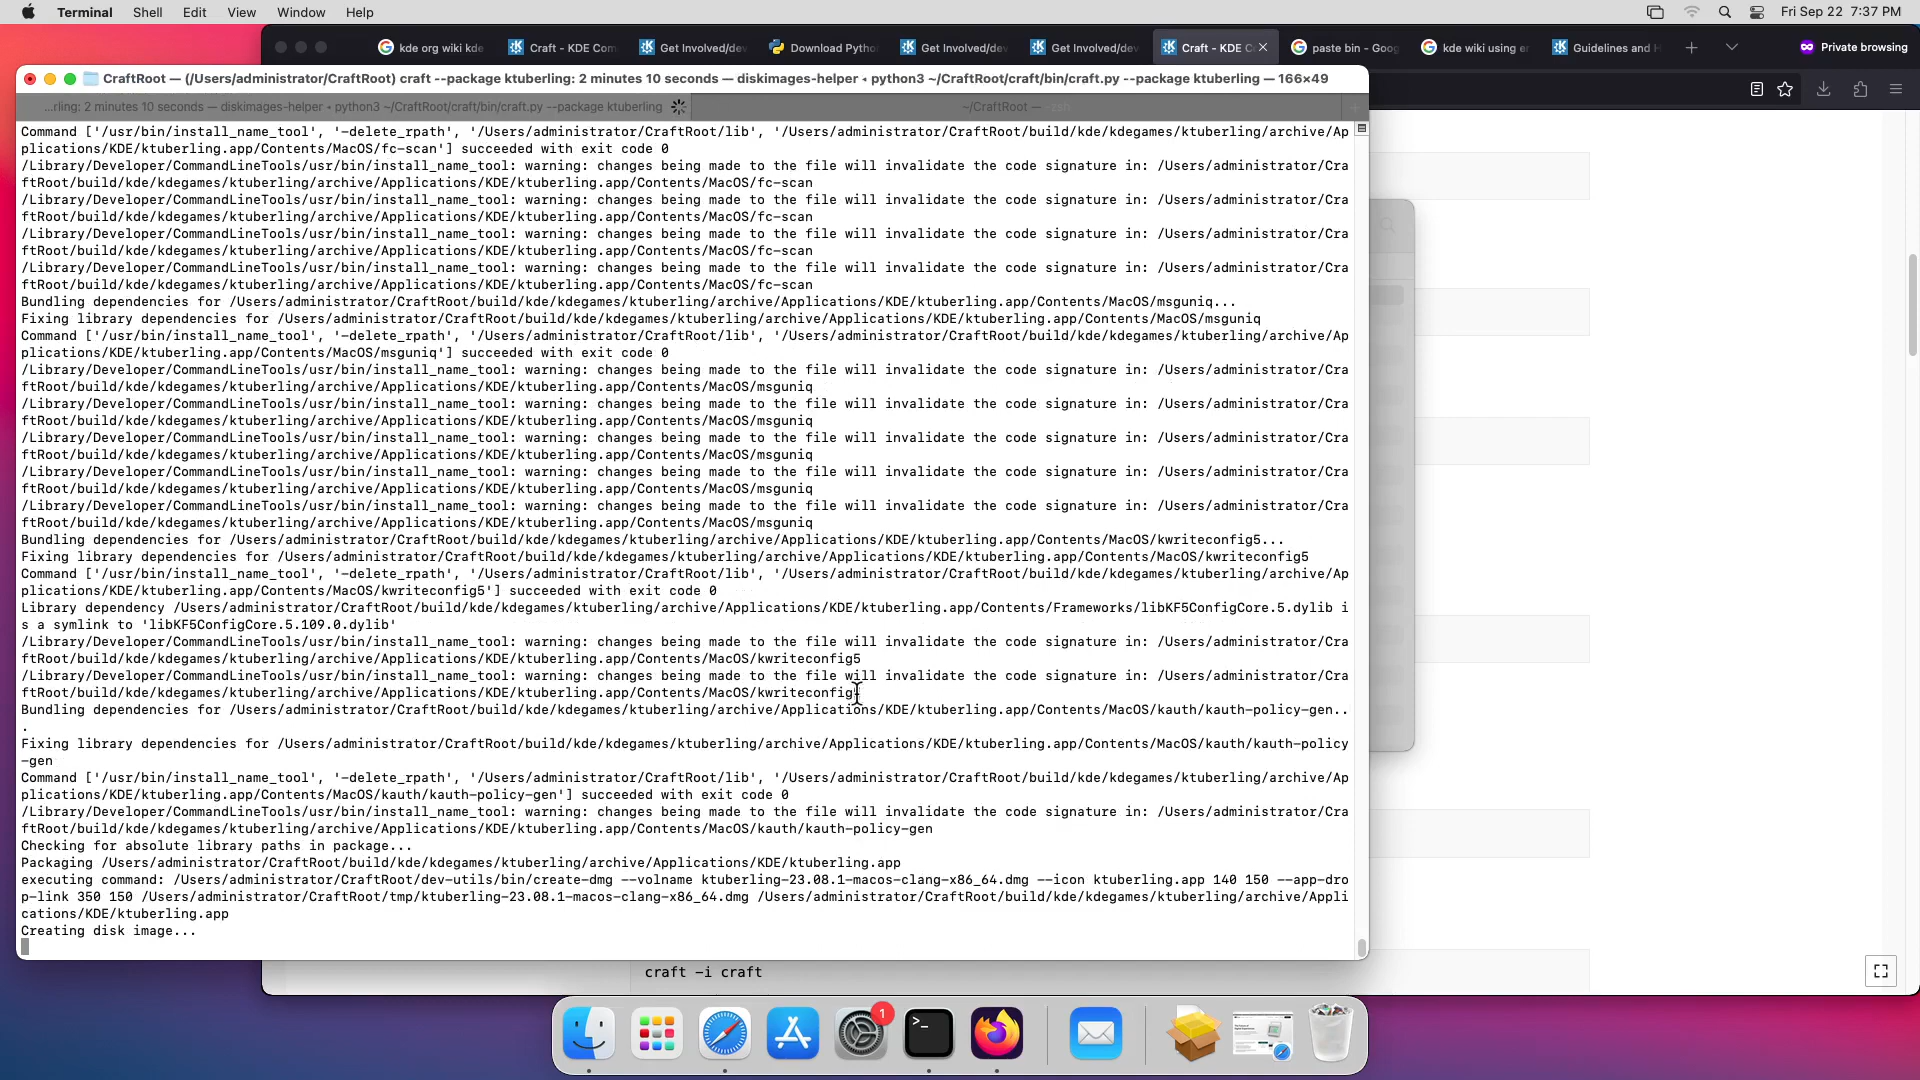 Terminal Shell Edit View Window Help Fri Sep 22 7:37 PM
kde org wiki kde Craft - KDE Com Get Involved/dev Download Pytho Get Involved/dev Get Involved/dev Craft - KDE C paste bin - Goog kde wiki using er Guidelines and H Private browsing
CraftRoot — (/Users/administrator/CraftRoot) craft --package ktuberling: 2 minutes 10 seconds — diskimages-helper ◂ python3 ~/CraftRoot/craft/bin/craft.py --package ktuberling — 166×49
...rling: 2 minutes 10 seconds — diskimages-helper ◂ python3 ~/CraftRoot/craft/bin/craft.py --package ktuberling ~/CraftRoot — -zsh
Command ['/usr/bin/install_name_tool', '-delete_rpath', '/Users/administrator/CraftRoot/lib', '/Users/administrator/CraftRoot/build/kde/kdegames/ktuberling/archive/Ap
plications/KDE/ktuberling.app/Contents/MacOS/fc-scan'] succeeded with exit code 0
/Library/Developer/CommandLineTools/usr/bin/install_name_tool: warning: changes being made to the file will invalidate the code signature in: /Users/administrator/Cra
ftRoot/build/kde/kdegames/ktuberling/archive/Applications/KDE/ktuberling.app/Contents/MacOS/fc-scan
/Library/Developer/CommandLineTools/usr/bin/install_name_tool: warning: changes being made to the file will invalidate the code signature in: /Users/administrator/Cra
ftRoot/build/kde/kdegames/ktuberling/archive/Applications/KDE/ktuberling.app/Contents/MacOS/fc-scan
/Library/Developer/CommandLineTools/usr/bin/install_name_tool: warning: changes being made to the file will invalidate the code signature in: /Users/administrator/Cra
ftRoot/build/kde/kdegames/ktuberling/archive/Applications/KDE/ktuberling.app/Contents/MacOS/fc-scan
/Library/Developer/CommandLineTools/usr/bin/install_name_tool: warning: changes being made to the file will invalidate the code signature in: /Users/administrator/Cra
ftRoot/build/kde/kdegames/ktuberling/archive/Applications/KDE/ktuberling.app/Contents/MacOS/fc-scan
Bundling dependencies for /Users/administrator/CraftRoot/build/kde/kdegames/ktuberling/archive/Applications/KDE/ktuberling.app/Contents/MacOS/msguniq...
Fixing library dependencies for /Users/administrator/CraftRoot/build/kde/kdegames/ktuberling/archive/Applications/KDE/ktuberling.app/Contents/MacOS/msguniq
Command ['/usr/bin/install_name_tool', '-delete_rpath', '/Users/administrator/CraftRoot/lib', '/Users/administrator/CraftRoot/build/kde/kdegames/ktuberling/archive/Ap
plications/KDE/ktuberling.app/Contents/MacOS/msguniq'] succeeded with exit code 0
/Library/Developer/CommandLineTools/usr/bin/install_name_tool: warning: changes being made to the file will invalidate the code signature in: /Users/administrator/Cra
ftRoot/build/kde/kdegames/ktuberling/archive/Applications/KDE/ktuberling.app/Contents/MacOS/msguniq
/Library/Developer/CommandLineTools/usr/bin/install_name_tool: warning: changes being made to the file will invalidate the code signature in: /Users/administrator/Cra
ftRoot/build/kde/kdegames/ktuberling/archive/Applications/KDE/ktuberling.app/Contents/MacOS/msguniq
/Library/Developer/CommandLineTools/usr/bin/install_name_tool: warning: changes being made to the file will invalidate the code signature in: /Users/administrator/Cra
ftRoot/build/kde/kdegames/ktuberling/archive/Applications/KDE/ktuberling.app/Contents/MacOS/msguniq
/Library/Developer/CommandLineTools/usr/bin/install_name_tool: warning: changes being made to the file will invalidate the code signature in: /Users/administrator/Cra
ftRoot/build/kde/kdegames/ktuberling/archive/Applications/KDE/ktuberling.app/Contents/MacOS/msguniq
/Library/Developer/CommandLineTools/usr/bin/install_name_tool: warning: changes being made to the file will invalidate the code signature in: /Users/administrator/Cra
ftRoot/build/kde/kdegames/ktuberling/archive/Applications/KDE/ktuberling.app/Contents/MacOS/msguniq
Bundling dependencies for /Users/administrator/CraftRoot/build/kde/kdegames/ktuberling/archive/Applications/KDE/ktuberling.app/Contents/MacOS/kwriteconfig5...
Fixing library dependencies for /Users/administrator/CraftRoot/build/kde/kdegames/ktuberling/archive/Applications/KDE/ktuberling.app/Contents/MacOS/kwriteconfig5
Command ['/usr/bin/install_name_tool', '-delete_rpath', '/Users/administrator/CraftRoot/lib', '/Users/administrator/CraftRoot/build/kde/kdegames/ktuberling/archive/Ap
plications/KDE/ktuberling.app/Contents/MacOS/kwriteconfig5'] succeeded with exit code 0
Library dependency /Users/administrator/CraftRoot/build/kde/kdegames/ktuberling/archive/Applications/KDE/ktuberling.app/Contents/Frameworks/libKF5ConfigCore.5.dylib i
s a symlink to 'libKF5ConfigCore.5.109.0.dylib'
/Library/Developer/CommandLineTools/usr/bin/install_name_tool: warning: changes being made to the file will invalidate the code signature in: /Users/administrator/Cra
ftRoot/build/kde/kdegames/ktuberling/archive/Applications/KDE/ktuberling.app/Contents/MacOS/kwriteconfig5
/Library/Developer/CommandLineTools/usr/bin/install_name_tool: warning: changes being made to the file will invalidate the code signature in: /Users/administrator/Cra
ftRoot/build/kde/kdegames/ktuberling/archive/Applications/KDE/ktuberling.app/Contents/MacOS/kwriteconfig5
Bundling dependencies for /Users/administrator/CraftRoot/build/kde/kdegames/ktuberling/archive/Applications/KDE/ktuberling.app/Contents/MacOS/kauth/kauth-policy-gen..
.
Fixing library dependencies for /Users/administrator/CraftRoot/build/kde/kdegames/ktuberling/archive/Applications/KDE/ktuberling.app/Contents/MacOS/kauth/kauth-policy
-gen
Command ['/usr/bin/install_name_tool', '-delete_rpath', '/Users/administrator/CraftRoot/lib', '/Users/administrator/CraftRoot/build/kde/kdegames/ktuberling/archive/Ap
plications/KDE/ktuberling.app/Contents/MacOS/kauth/kauth-policy-gen'] succeeded with exit code 0
/Library/Developer/CommandLineTools/usr/bin/install_name_tool: warning: changes being made to the file will invalidate the code signature in: /Users/administrator/Cra
ftRoot/build/kde/kdegames/ktuberling/archive/Applications/KDE/ktuberling.app/Contents/MacOS/kauth/kauth-policy-gen
Checking for absolute library paths in package...
Packaging /Users/administrator/CraftRoot/build/kde/kdegames/ktuberling/archive/Applications/KDE/ktuberling.app
executing command: /Users/administrator/CraftRoot/dev-utils/bin/create-dmg --volname ktuberling-23.08.1-macos-clang-x86_64.dmg --icon ktuberling.app 140 150 --app-dro
p-link 350 150 /Users/administrator/CraftRoot/tmp/ktuberling-23.08.1-macos-clang-x86_64.dmg /Users/administrator/CraftRoot/build/kde/kdegames/ktuberling/archive/Appli
cations/KDE/ktuberling.app
Creating disk image...
craft -i craft
1